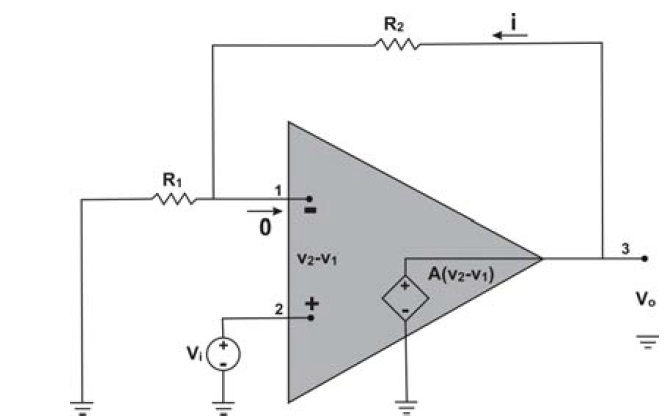 R2
i
R1
1
-
0
v2-v1
A(v2-v1)
+
-
3
2
+
Vi
+
-
Vo